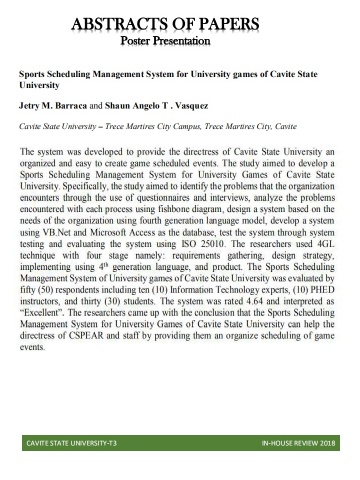 ABSTRACTS OF PAPERS
Poster Presentation
Sports Scheduling Management System for University games of Cavite State
University
Jetry M. Barraca and Shaun Angelo T . Vasquez
Cavite State University – Trece Martires City Campus, Trece Martires City, Cavite
The system was developed to provide the directress of Cavite State University an
organized and easy to create game scheduled events. The study aimed to develop a
Sports Scheduling Management System for University Games of Cavite State
University. Specifically, the study aimed to identify the problems that the organization
encounters through the use of questionnaires and interviews, analyze the problems
encountered with each process using fishbone diagram, design a system based on the
needs of the organization using fourth generation language model, develop a system
using VB.Net and Microsoft Access as the database, test the system through system
testing and evaluating the system using ISO 25010. The researchers used 4GL
technique with four stage namely: requirements gathering, design strategy,
implementing using 4th generation language, and product. The Sports Scheduling
Management System of University games of Cavite State University was evaluated by
fifty (50) respondents including ten (10) Information Technology experts, (10) PHED
instructors, and thirty (30) students. The system was rated 4.64 and interpreted as
“Excellent”. The researchers came up with the conclusion that the Sports Scheduling
Management System for University Games of Cavite State University can help the
directress of CSPEAR and staff by providing them an organize scheduling of game
events.
CAVITE STATE UNIVERSITY-T3 IN-HOUSE REVIEW 2018